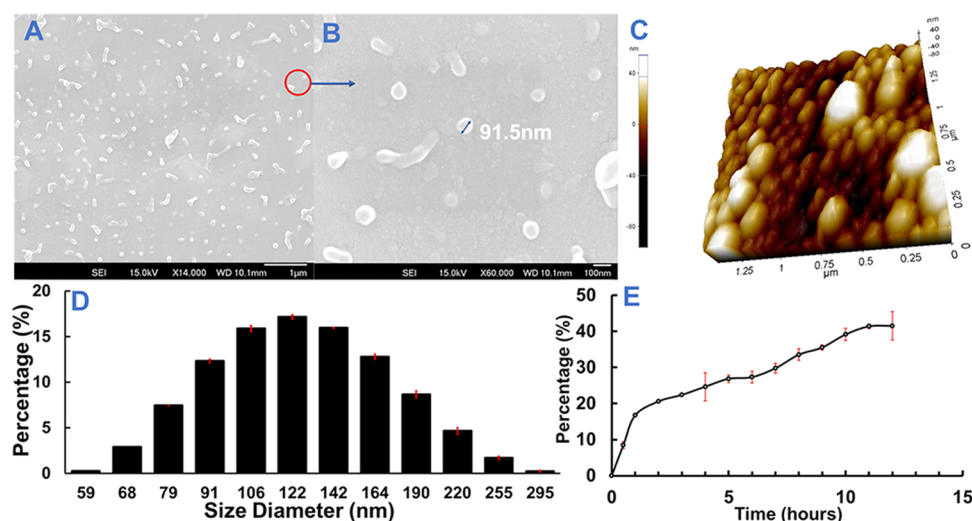 A
B
91.5nm
SEI 15.0kV X14,000 WD 10.1mm 1μm
SEI 15.0kV X60,000 WD 10.1mm 100nm
C
nm
40
0
-40
-80
nm
40
0
-40
-80
1.25
1
0.75
0.5
0.25
0
μm
1.25
1
0.75
0.5
0.25
0
μm
D
Percentage (%)
20
15
10
5
0
59 68 79 91 106 122 142 164 190 220 255 295
Size Diameter (nm)
E
Percentage (%)
50
40
30
20
10
0
0 5 10 15
Time (hours)